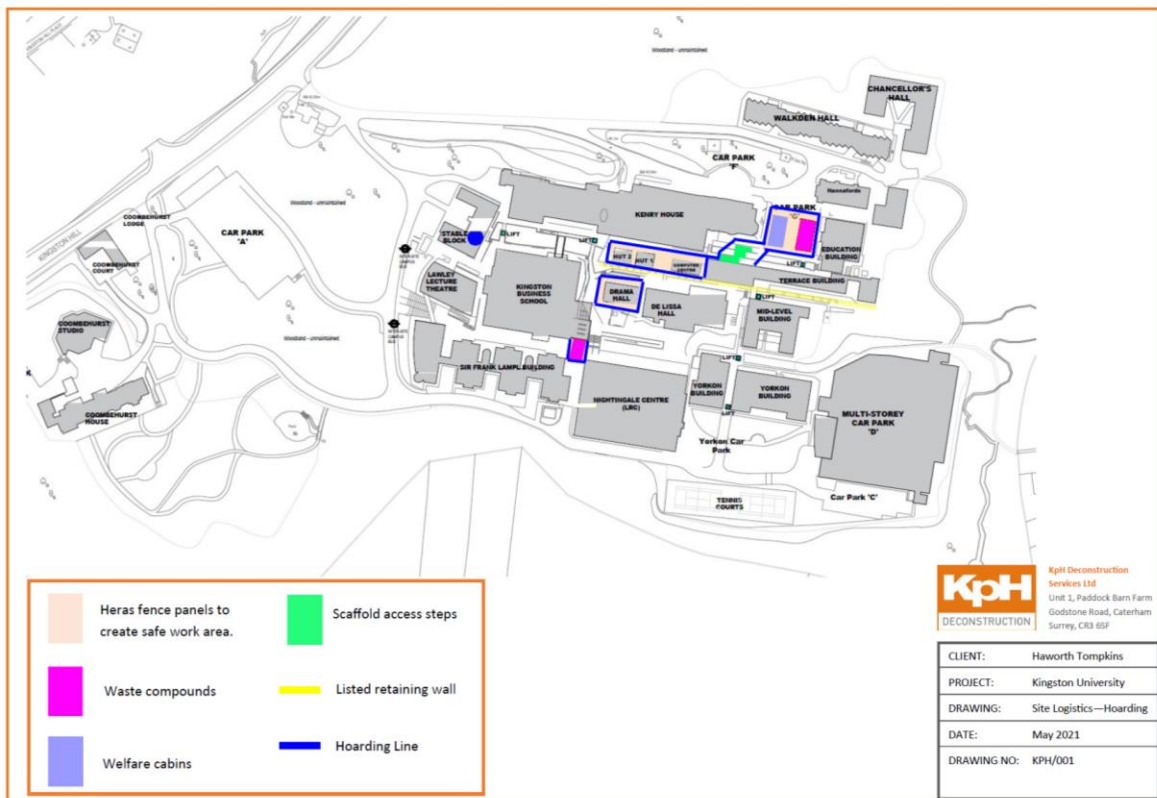 Woodland - unmaintained
CHANCELLOR'S
HALL
WALKDEN HALL
CAR PARK
'F'
Hannaforda
CAR PARK
'G'
KENRY HOUSE
Woodland - unmaintained
COOMBEHURST
LODGE
CAR PARK
'A'
KINGSTON HILL
COOMBEHURST
COURT
STABLE
BLOCK
LIFT
LIFT
HUT 2
HUT 1
COMPUTER
CENTRE
LIFT
EDUCATION
BUILDING
TERRACE BUILDING
LAWLEY
LECTURE
THEATRE
KINGSTON
BUSINESS
SCHOOL
DRAMA
HALL
DE LISSA
HALL
LIFT
MID-LEVEL
BUILDING
COOMBEHURST
STUDIO
Woodland - unmaintained
SIR FRANK LAMPL BUILDING
LIFT
COOMBEHURST
HOUSE
NIGHTINGALE CENTRE
(LRC)
YORKON
BUILDING
YORKON
BUILDING
LIFT
MULTI-STOREY
CAR PARK
'D'
Yorkon Car
Park
Car Park 'C'
TENNIS
COURTS
Heras fence panels to
create safe work area.
Scaffold access steps
Waste compounds
Listed retaining wall
Welfare cabins
Hoarding Line
KpH
DECONSTRUCTION
KpH Deconstruction
Services Ltd
Unit 1, Paddock Barn Farm
Godstone Road, Caterham
Surrey, CR3 6SF
CLIENT: Haworth Tompkins
PROJECT: Kingston University
DRAWING: Site Logistics—Hoarding
DATE: May 2021
DRAWING NO: KPH/001